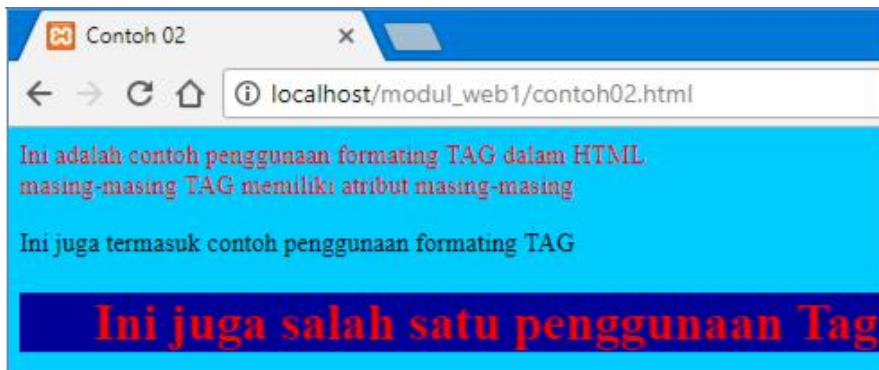 Contoh 02
localhost/modul_web1/contoh02.html
Ini adalah contoh penggunaan formating TAG dalam HTML
masing-masing TAG memiliki atribut masing-masing
Ini juga termasuk contoh penggunaan formating TAG
Ini juga salah satu penggunaan Tag